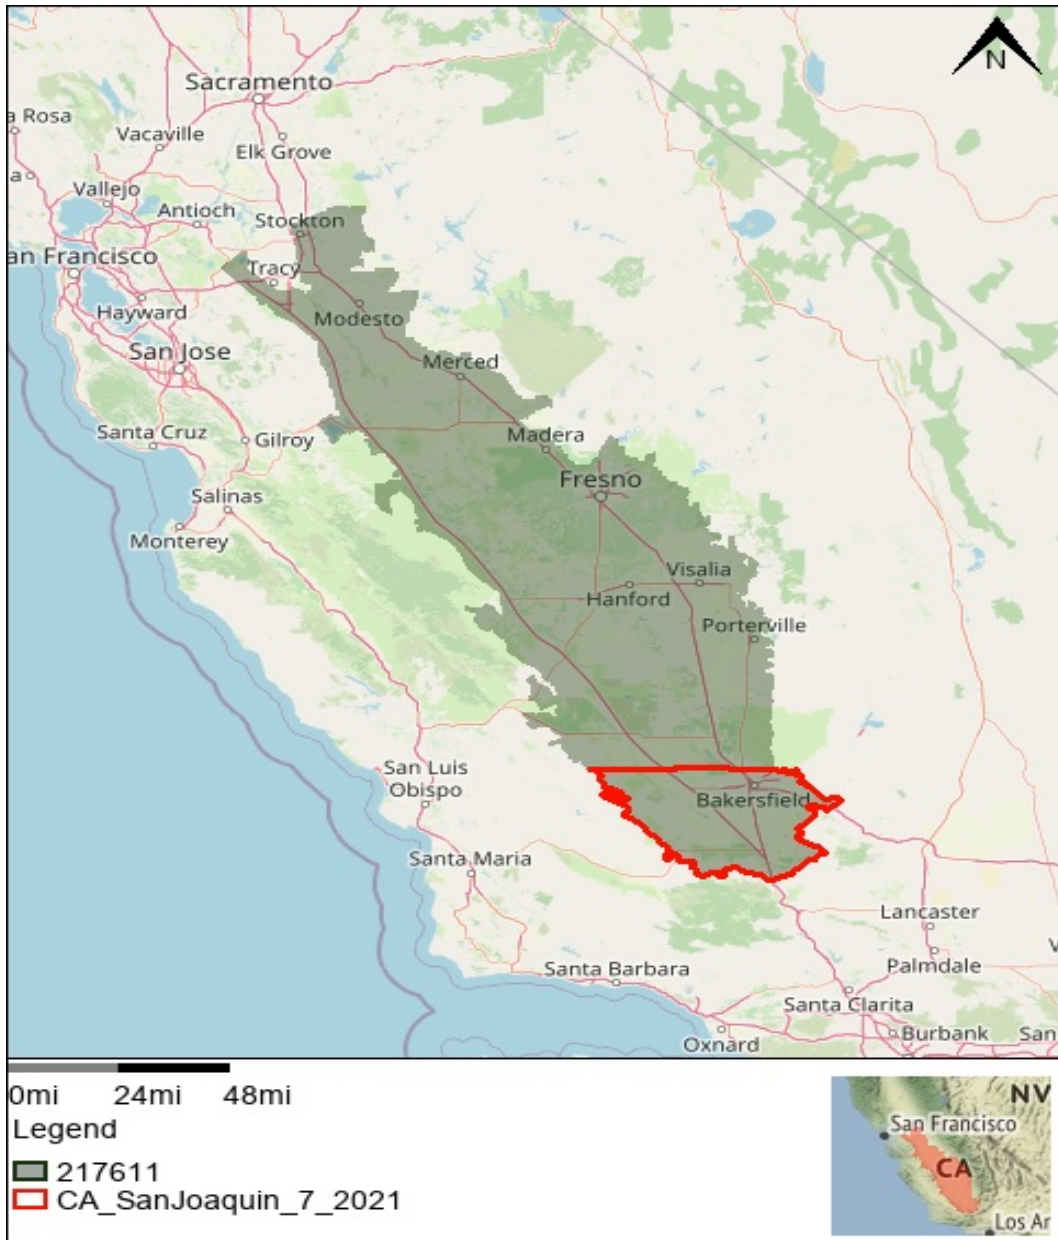 N
Sacramento
a Rosa
Vacaville
Elk Grove
a
Vallejo
Antioch
Stockton
an Francisco
Tracy
Hayward
Modesto
San Jose
Merced
Santa Cruz
Gilroy
Madera
Fresno
Salinas
Monterey
Visalia
Hanford
Porterville
San Luis
Obispo
Bakersfield
Santa Maria
Lancaster
V
Palmdale
Santa Barbara
Santa Clarita
Burbank
San
Oxnard
0mi 24mi 48mi
Legend
217611
CA_SanJoaquin_7_2021
NV
San Francisco
CA
Los Ar